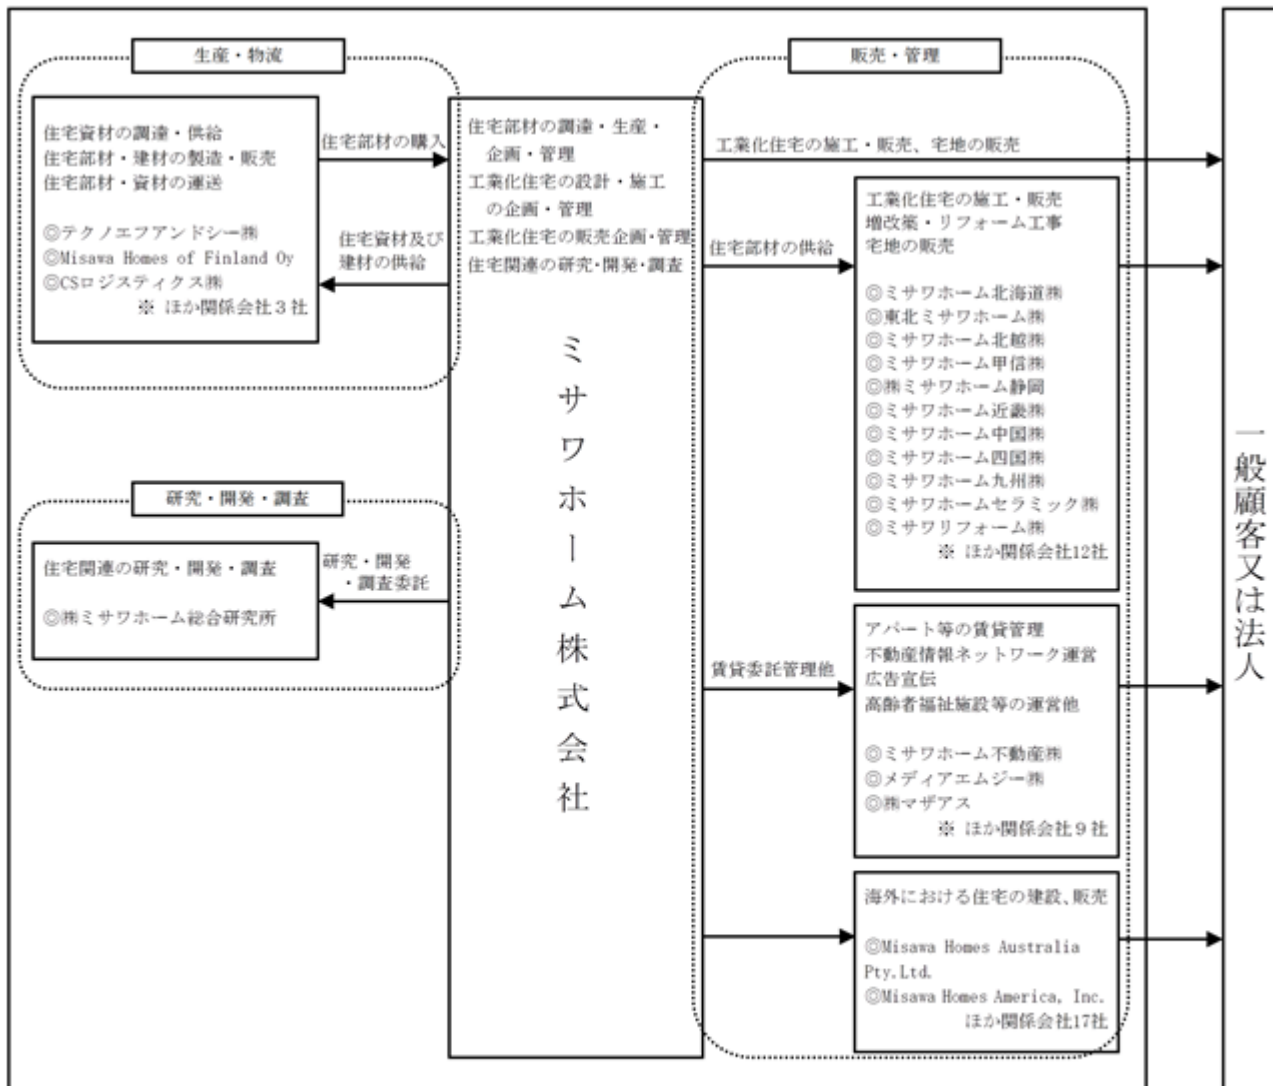 生産・物流
住宅資材の調達・供給
住宅部材・建材の製造・販売
住宅部材・資材の運送
◎テクノエフアンドシー㈱
◎Misawa Homes of Finland Oy
◎CSロジスティクス㈱
※ ほか関係会社3社
住宅部材の購入
住宅資材及び
建材の供給
研究・開発・調査
住宅関連の研究・開発・調査
◎㈱ミサワホーム総合研究所
研究・開発
・調査委託
住宅部材の調達・生産・
企画・管理
工業化住宅の設計・施工
の企画・管理
工業化住宅の販売企画・管理
住宅関連の研究・開発・調査
ミサワホーム株式会社
販売・管理
工業化住宅の施工・販売、宅地の販売
住宅部材の供給
工業化住宅の施工・販売
増改築・リフォーム工事
宅地の販売
◎ミサワホーム北海道㈱
◎東北ミサワホーム㈱
◎ミサワホーム北越㈱
◎ミサワホーム甲信㈱
◎㈱ミサワホーム静岡
◎ミサワホーム近畿㈱
◎ミサワホーム中国㈱
◎ミサワホーム四国㈱
◎ミサワホーム九州㈱
◎ミサワホームセラミック㈱
◎ミサワリフォーム㈱
※ ほか関係会社12社
賃貸委託管理他
アパート等の賃貸管理
不動産情報ネットワーク運営
広告宣伝
高齢者福祉施設等の運営他
◎ミサワホーム不動産㈱
◎メディアエムジー㈱
◎㈱マザアス
※ ほか関係会社9社
海外における住宅の建設、販売
◎Misawa Homes Australia
Pty.Ltd.
◎Misawa Homes America, Inc.
ほか関係会社17社
一般顧客又は法人